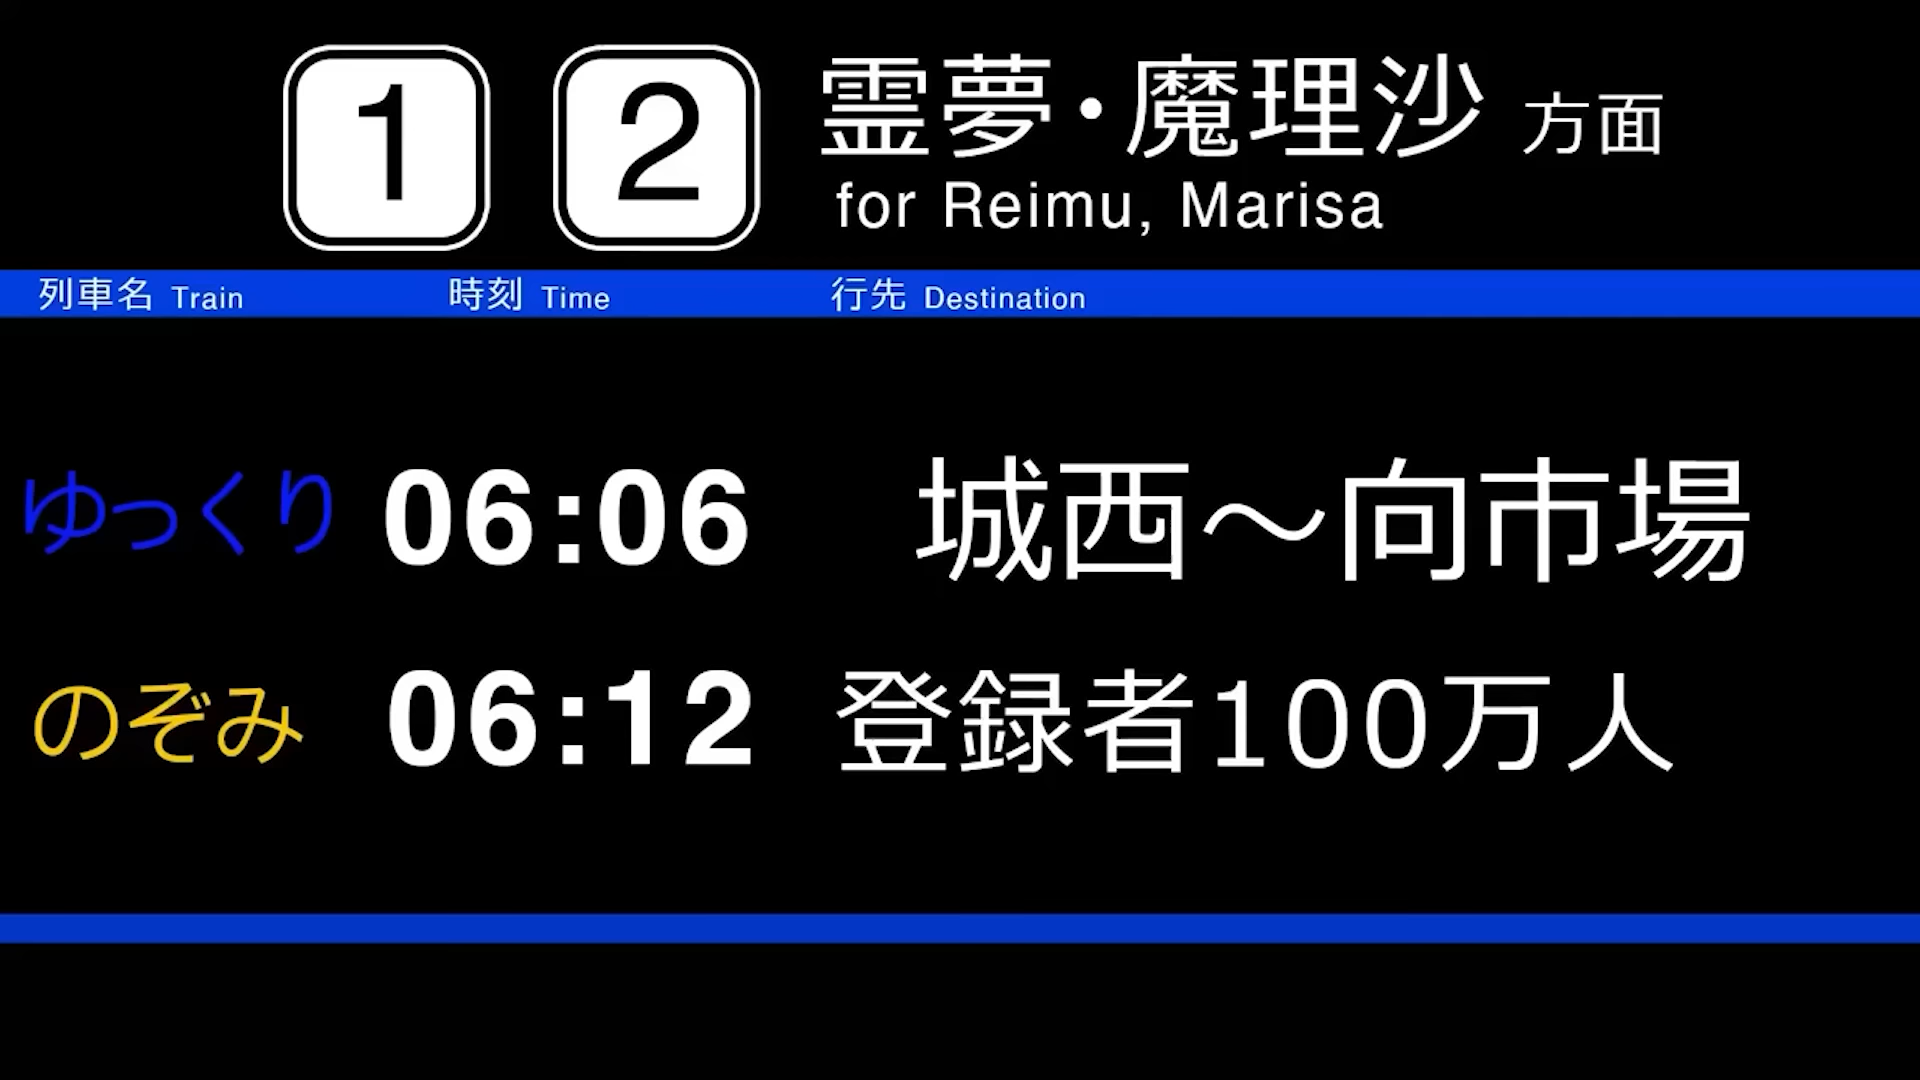 1 2 霊夢・魔理沙 方面
for Reimu, Marisa
列車名 Train 時刻 Time 行先 Destination
ゆっくり 06:06 城西～向市場
のぞみ 06:12 登録者100万人